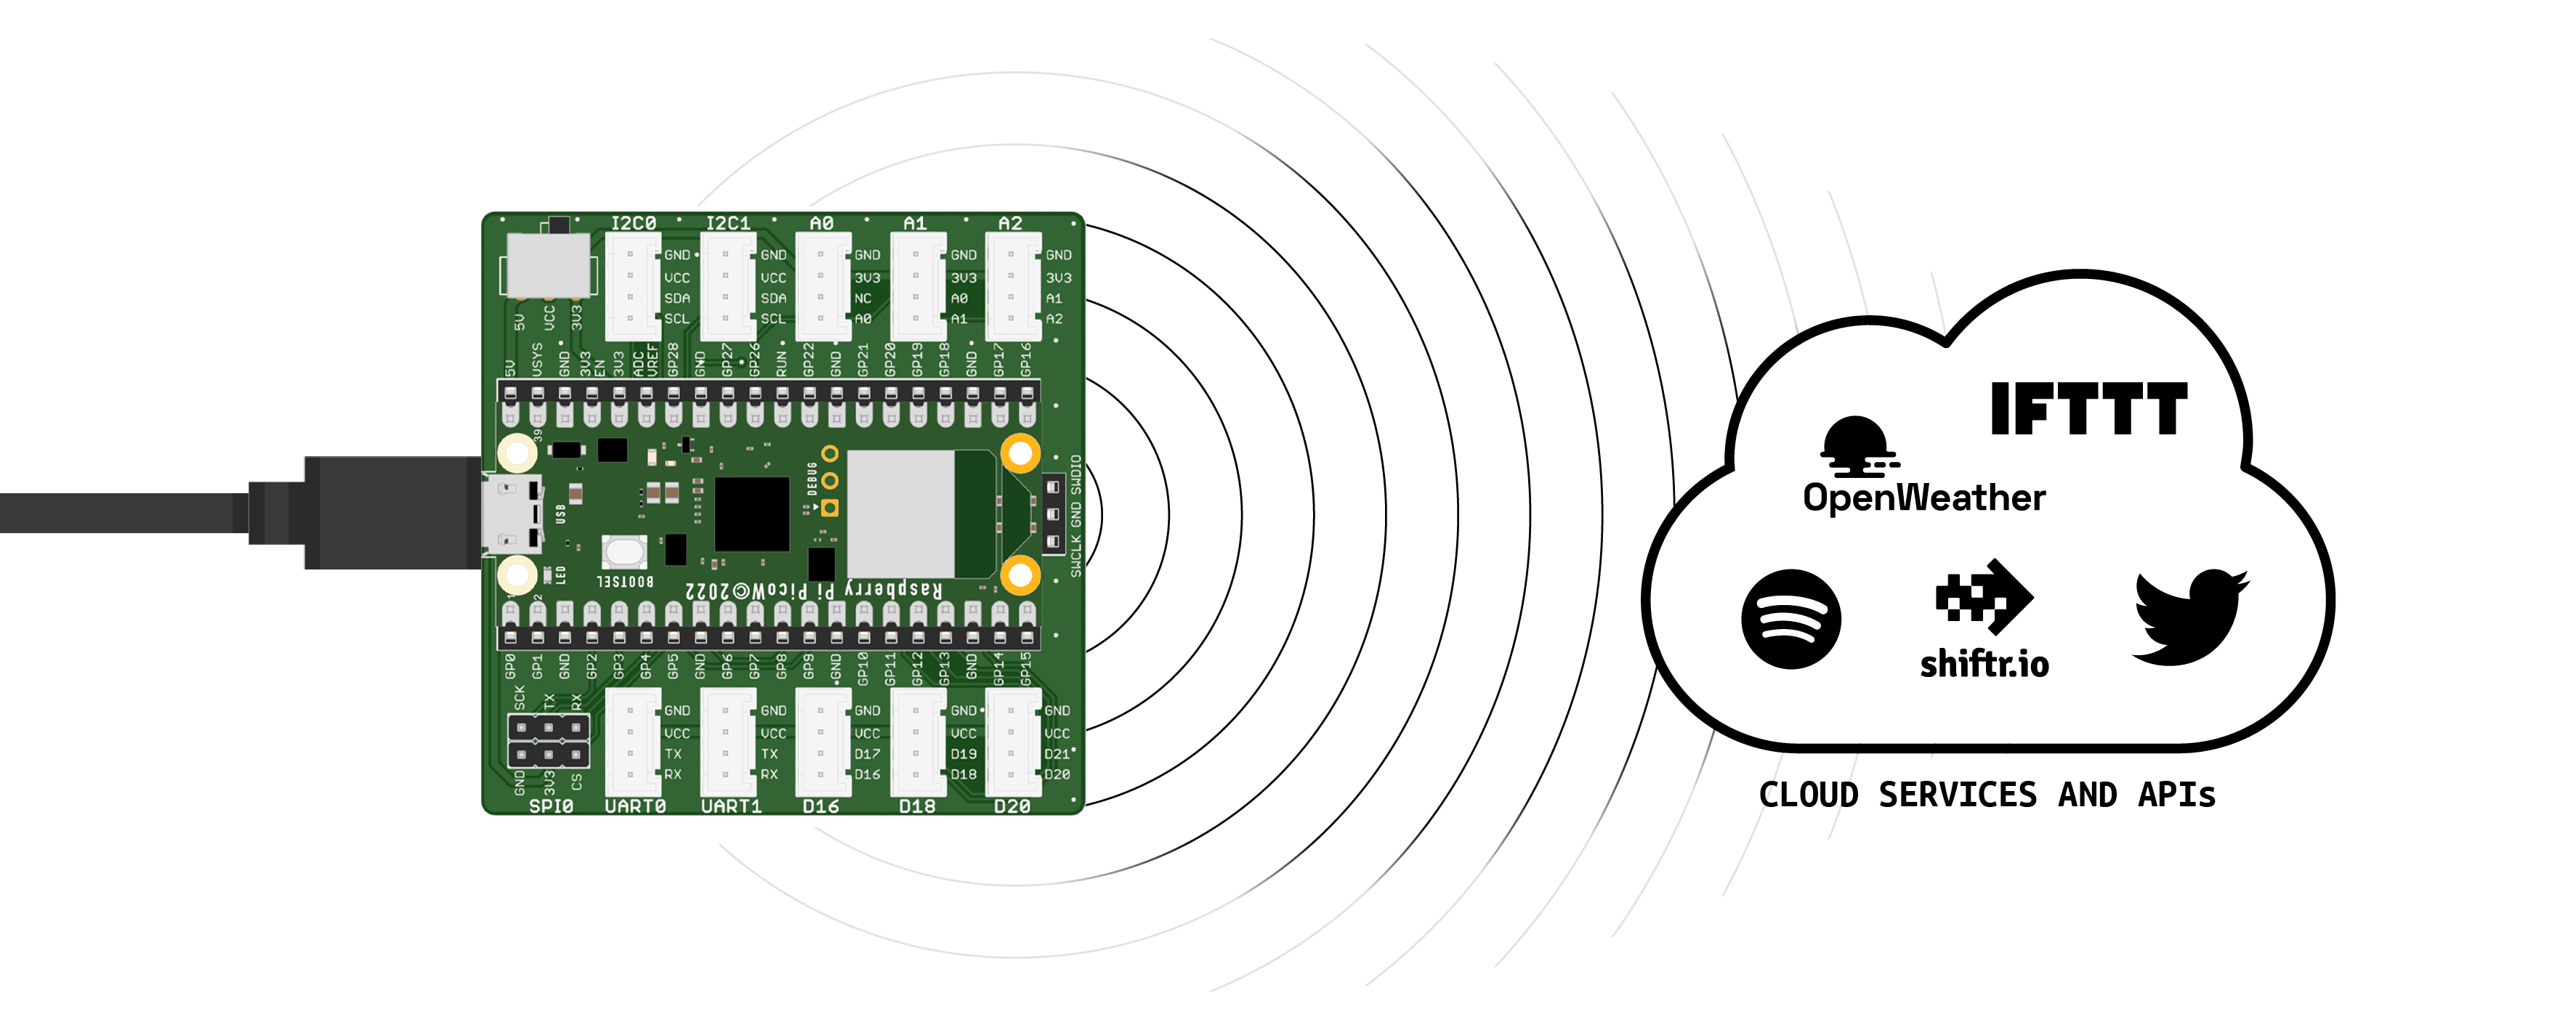 I2C0 I2C1 A0 A1 A2
GND GND GND GND GND
VCC VCC 3V3 3V3 3V3
SDA SDA NC A0 A1
SCL SCL A0 A1 A2
5V VCC 3V3
5V VSYS GND 3V3 EN 3V3 ADC VREF GP28 GND GP27 GP26 RUN GP22 GND GP21 GP20 GP19 GP18 GND GP17 GP16
39
DEBUG
USB
SWCLK GND SWDIO
LED
BOOTSEL
Raspberry Pi PicoW©2022
1 2
GP0 GP1 GND GP2 GP3 GP4 GP5 GND GP6 GP7 GP8 GP9 GND GP10 GP11 GP12 GP13 GND GP14 GP15
SCK TX RX
GND GND GND GND GND
VCC VCC VCC VCC VCC
TX TX D17 D19 D21
RX RX D16 D18 D20
GND 3V3 CS
SPI0 UART0 UART1 D16 D18 D20
IFTTT
OpenWeather
shiftr.io
CLOUD SERVICES AND APIs